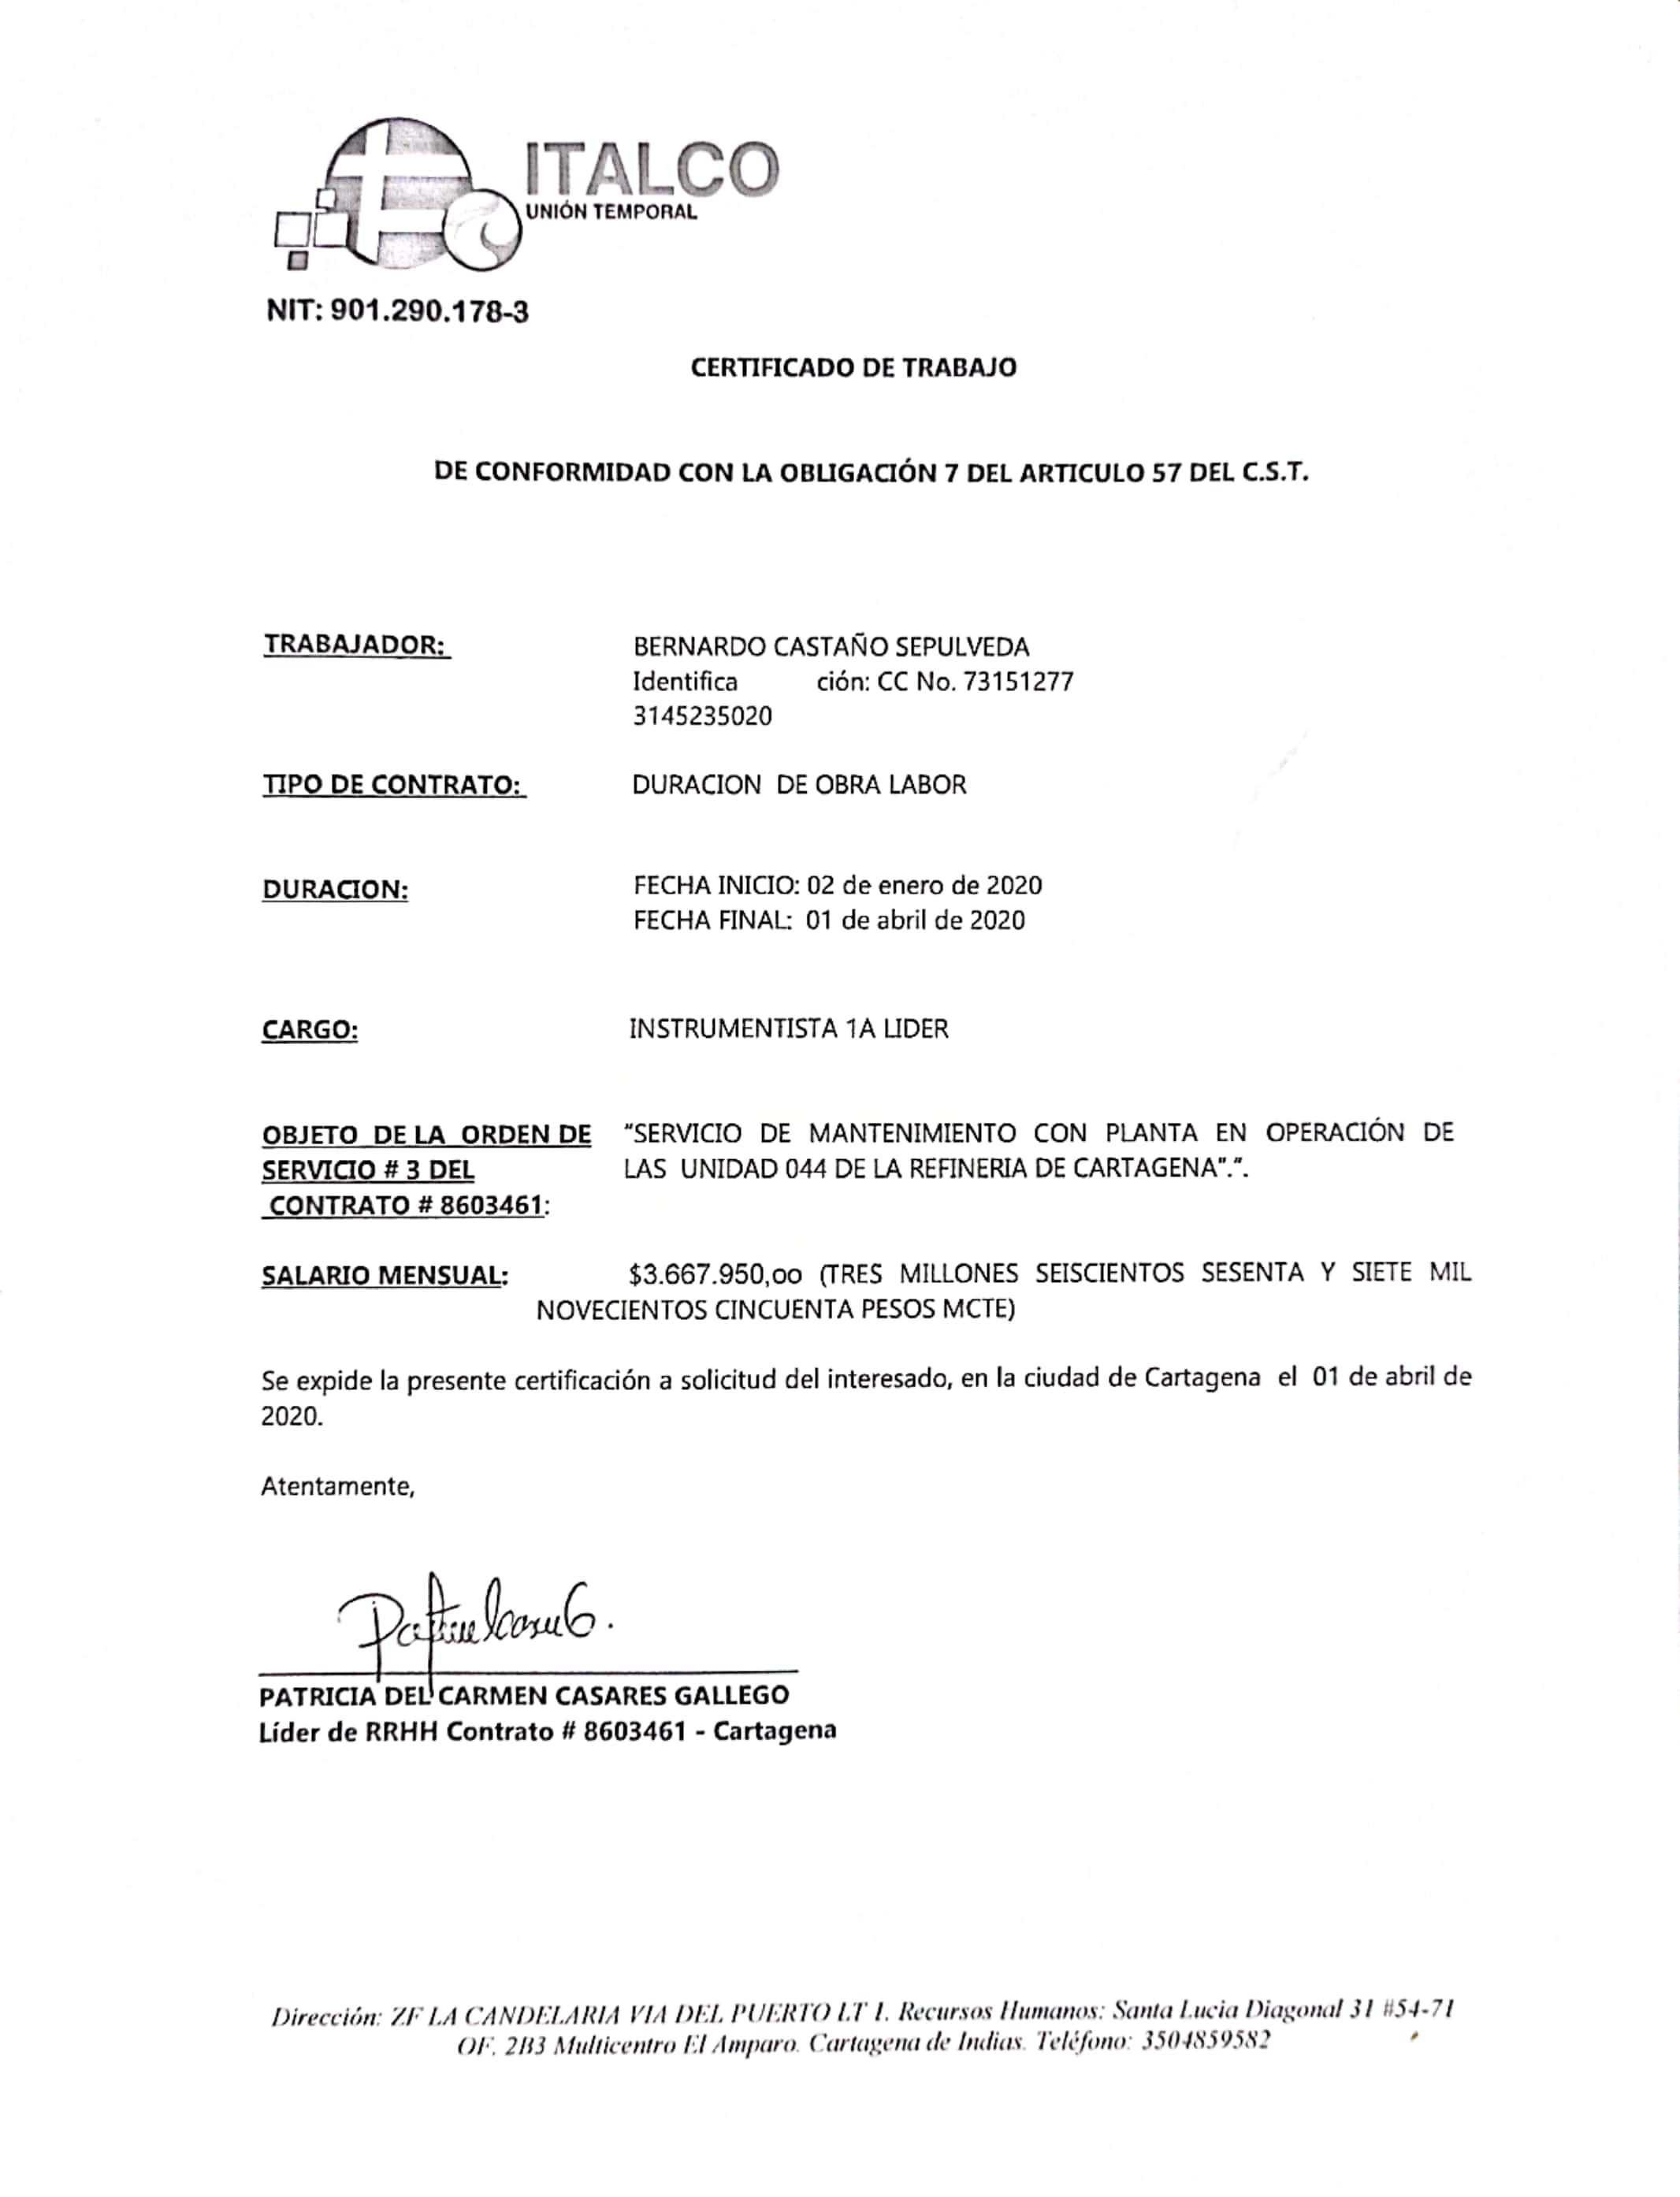 ITALCO
UNIÓN TEMPORAL
NIT: 901.290.178-3
CERTIFICADO DE TRABAJO
DE CONFORMIDAD CON LA OBLIGACIÓN 7 DEL ARTICULO 57 DEL C.S.T.
TRABAJADOR: BERNARDO CASTAÑO SEPULVEDA
Identifica ción: CC No. 73151277
3145235020
TIPO DE CONTRATO: DURACION DE OBRA LABOR
DURACION: FECHA INICIO: 02 de enero de 2020
FECHA FINAL: 01 de abril de 2020
CARGO: INSTRUMENTISTA 1A LIDER
OBJETO DE LA ORDEN DE "SERVICIO DE MANTENIMIENTO CON PLANTA EN OPERACIÓN DE
SERVICIO # 3 DEL LAS UNIDAD 044 DE LA REFINERIA DE CARTAGENA".".
CONTRATO # 8603461:
SALARIO MENSUAL: $3.667.950,oo (TRES MILLONES SEISCIENTOS SESENTA Y SIETE MIL
NOVECIENTOS CINCUENTA PESOS MCTE)
Se expide la presente certificación a solicitud del interesado, en la ciudad de Cartagena el 01 de abril de
2020.
Atentamente,
PATRICIA DEL CARMEN CASARES GALLEGO
Líder de RRHH Contrato # 8603461 - Cartagena
Dirección: ZF LA CANDELARIA VIA DEL PUERTO LT 1. Recursos Humanos: Santa Lucia Diagonal 31 #54-71
OF. 2B3 Multicentro El Amparo. Cartagena de Indias. Teléfono: 3504859582